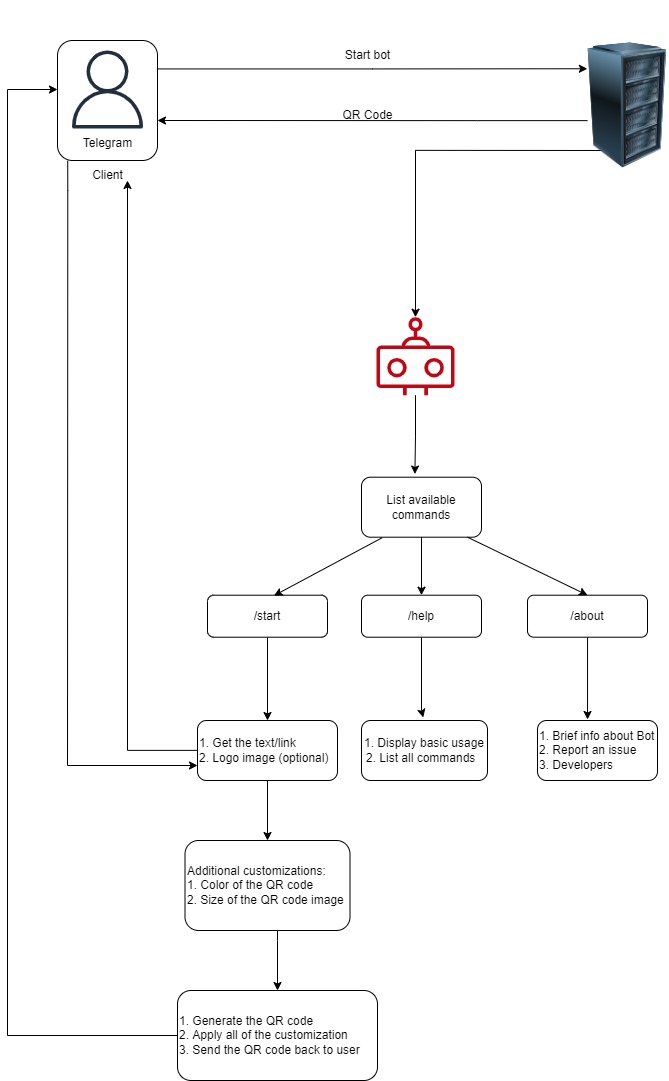 Start bot
QR Code
Telegram
Client
List available
commands
/start
/help
/about
1. Get the text/link
2. Logo image (optional)
1. Display basic usage
2. List all commands
1. Brief info about Bot
2. Report an issue
3. Developers
Additional customizations:
1. Color of the QR code
2. Size of the QR code image
1. Generate the QR code
2. Apply all of the customization
3. Send the QR code back to user